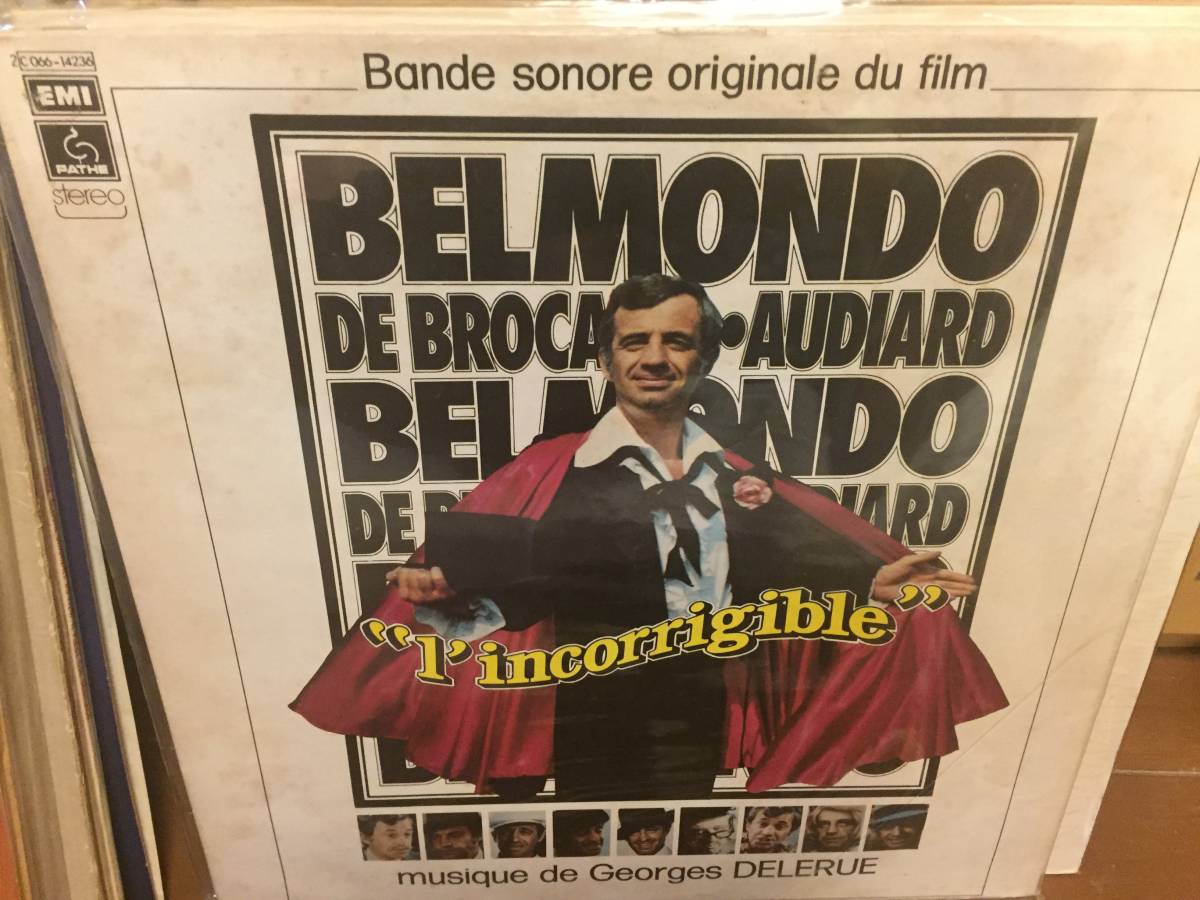 2C 066-14236
EMI
PATHE
stereo
Bande sonore originale du film
BELMONDO
DE BROCA •AUDIARD
BELMONDO
"l'incorrigible"
musique de Georges DELERUE